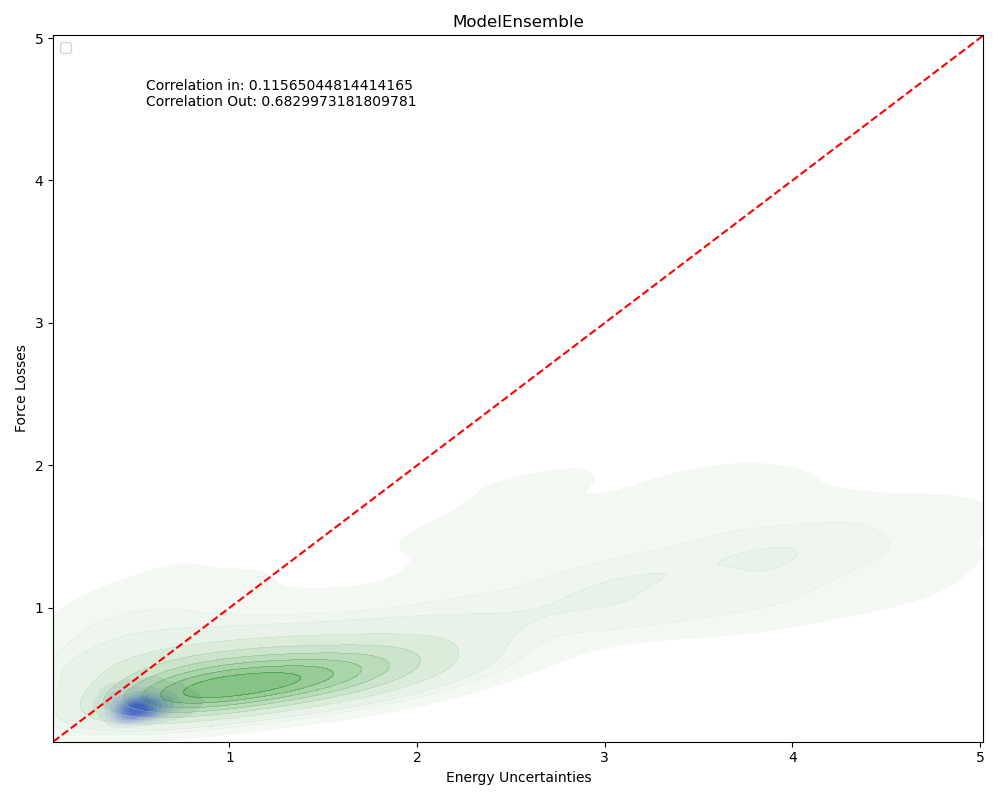 ModelEnsemble
5
Correlation in: 0.11565044814414165
Correlation Out: 0.6829973181809781
4
3
Force Losses
2
1
1 2 3 4 5
Energy Uncertainties